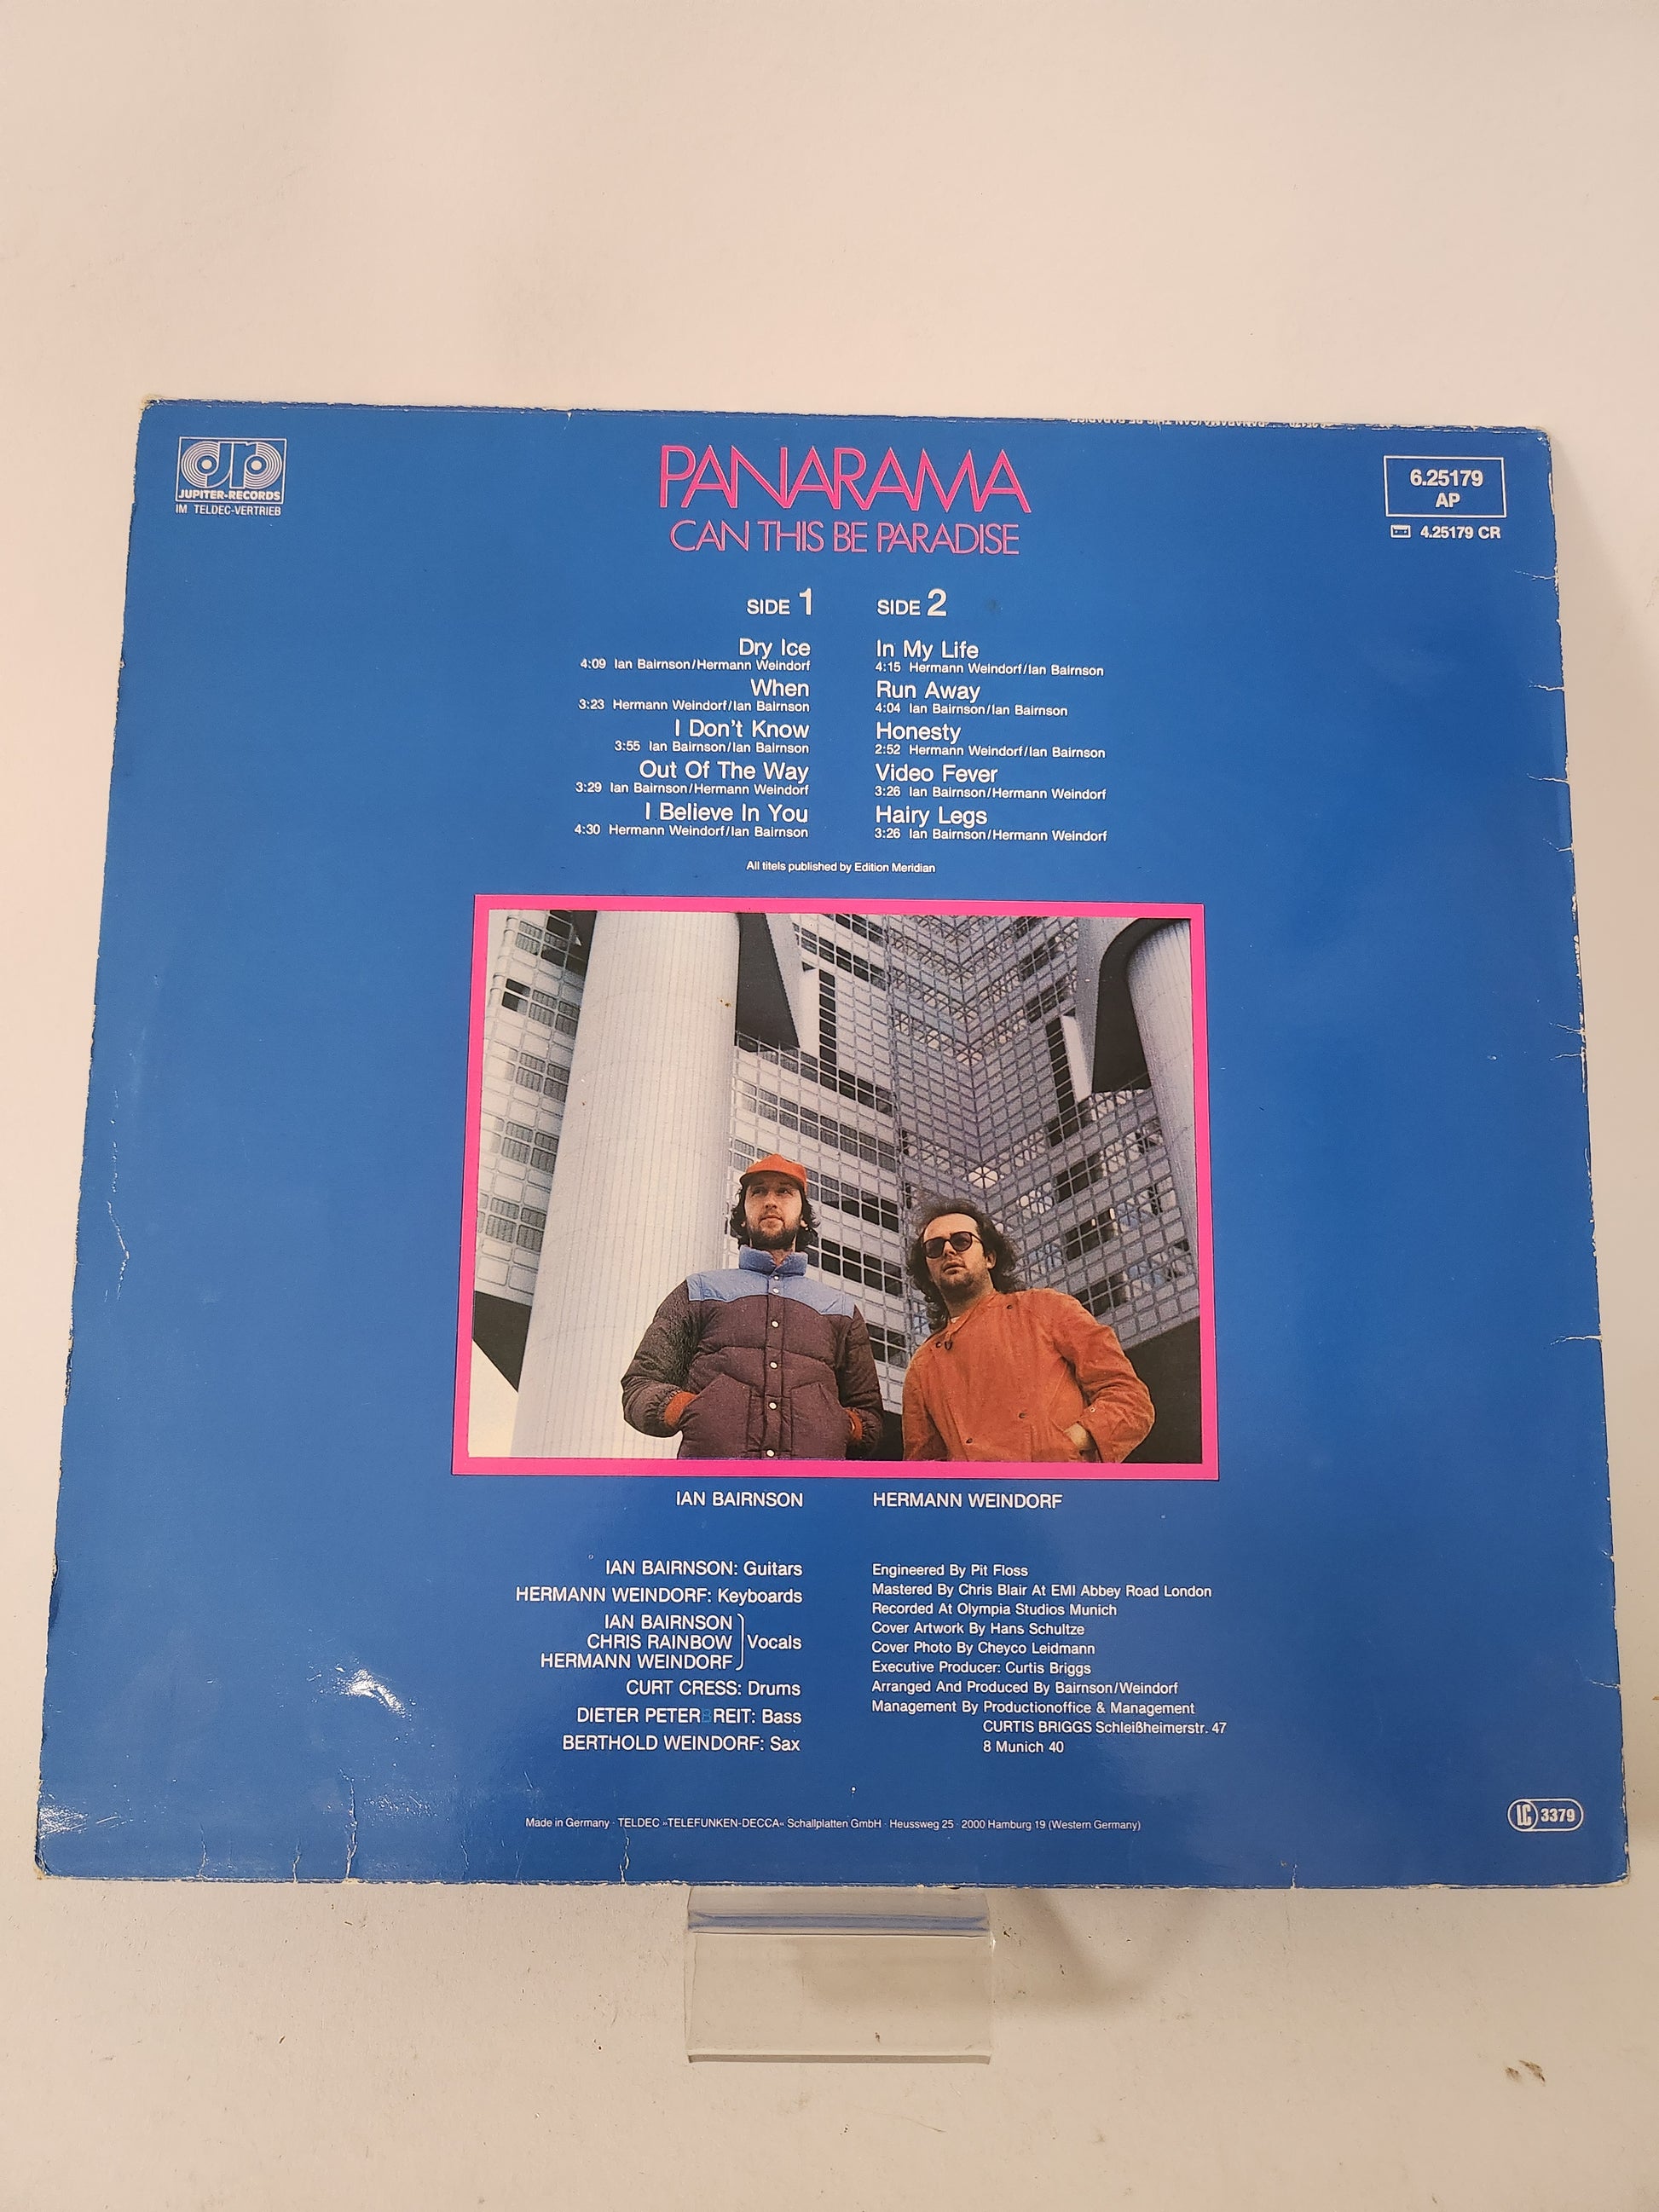 JUPITER-RECORDS
IM TELDEC-VERTRIEB
PANARAMA
CAN THIS BE PARADISE
6.25179
AP
4.25179 CR
SIDE 1
Dry Ice
4:09 Ian Bairnson/Hermann Weindorf
When
3:23 Hermann Weindorf/Ian Bairnson
I Don't Know
3:55 Ian Bairnson/Ian Bairnson
Out Of The Way
3:29 Ian Bairnson/Hermann Weindorf
I Believe In You
4:30 Hermann Weindorf/Ian Bairnson
SIDE 2
In My Life
4:15 Hermann Weindorf/Ian Bairnson
Run Away
4:04 Ian Bairnson/Ian Bairnson
Honesty
2:52 Hermann Weindorf/Ian Bairnson
Video Fever
3:26 Ian Bairnson/Hermann Weindorf
Hairy Legs
3:26 Ian Bairnson/Hermann Weindorf
All titels published by Edition Meridian
IAN BAIRNSON
HERMANN WEINDORF
IAN BAIRNSON: Guitars
HERMANN WEINDORF: Keyboards
IAN BAIRNSON
CHRIS RAINBOW Vocals
HERMANN WEINDORF
CURT CRESS: Drums
DIETER PETERBREIT: Bass
BERTHOLD WEINDORF: Sax
Engineered By Pit Floss
Mastered By Chris Blair At EMI Abbey Road London
Recorded At Olympia Studios Munich
Cover Artwork By Hans Schultze
Cover Photo By Cheyco Leidmann
Executive Producer: Curtis Briggs
Arranged And Produced By Bairnson/Weindorf
Management By Productionoffice & Management
CURTIS BRIGGS Schleißheimerstr. 47
8 Munich 40
Made in Germany · TELDEC »TELEFUNKEN-DECCA« Schallplatten GmbH · Heussweg 25 · 2000 Hamburg 19 (Western Germany)
LC 3379